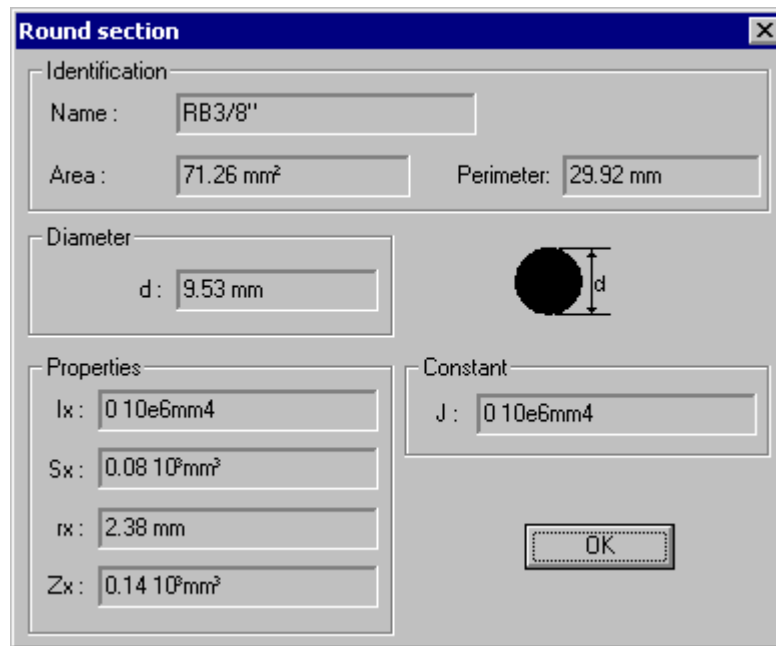 Round section
Identification
Name : RB3/8"
Area : 71.26 mm² Perimeter: 29.92 mm
Diameter
d : 9.53 mm
d
Properties
Ix : 0 10e6mm4
Sx : 0.08 10³mm³
rx : 2.38 mm
Zx : 0.14 10³mm³
Constant
J : 0 10e6mm4
OK